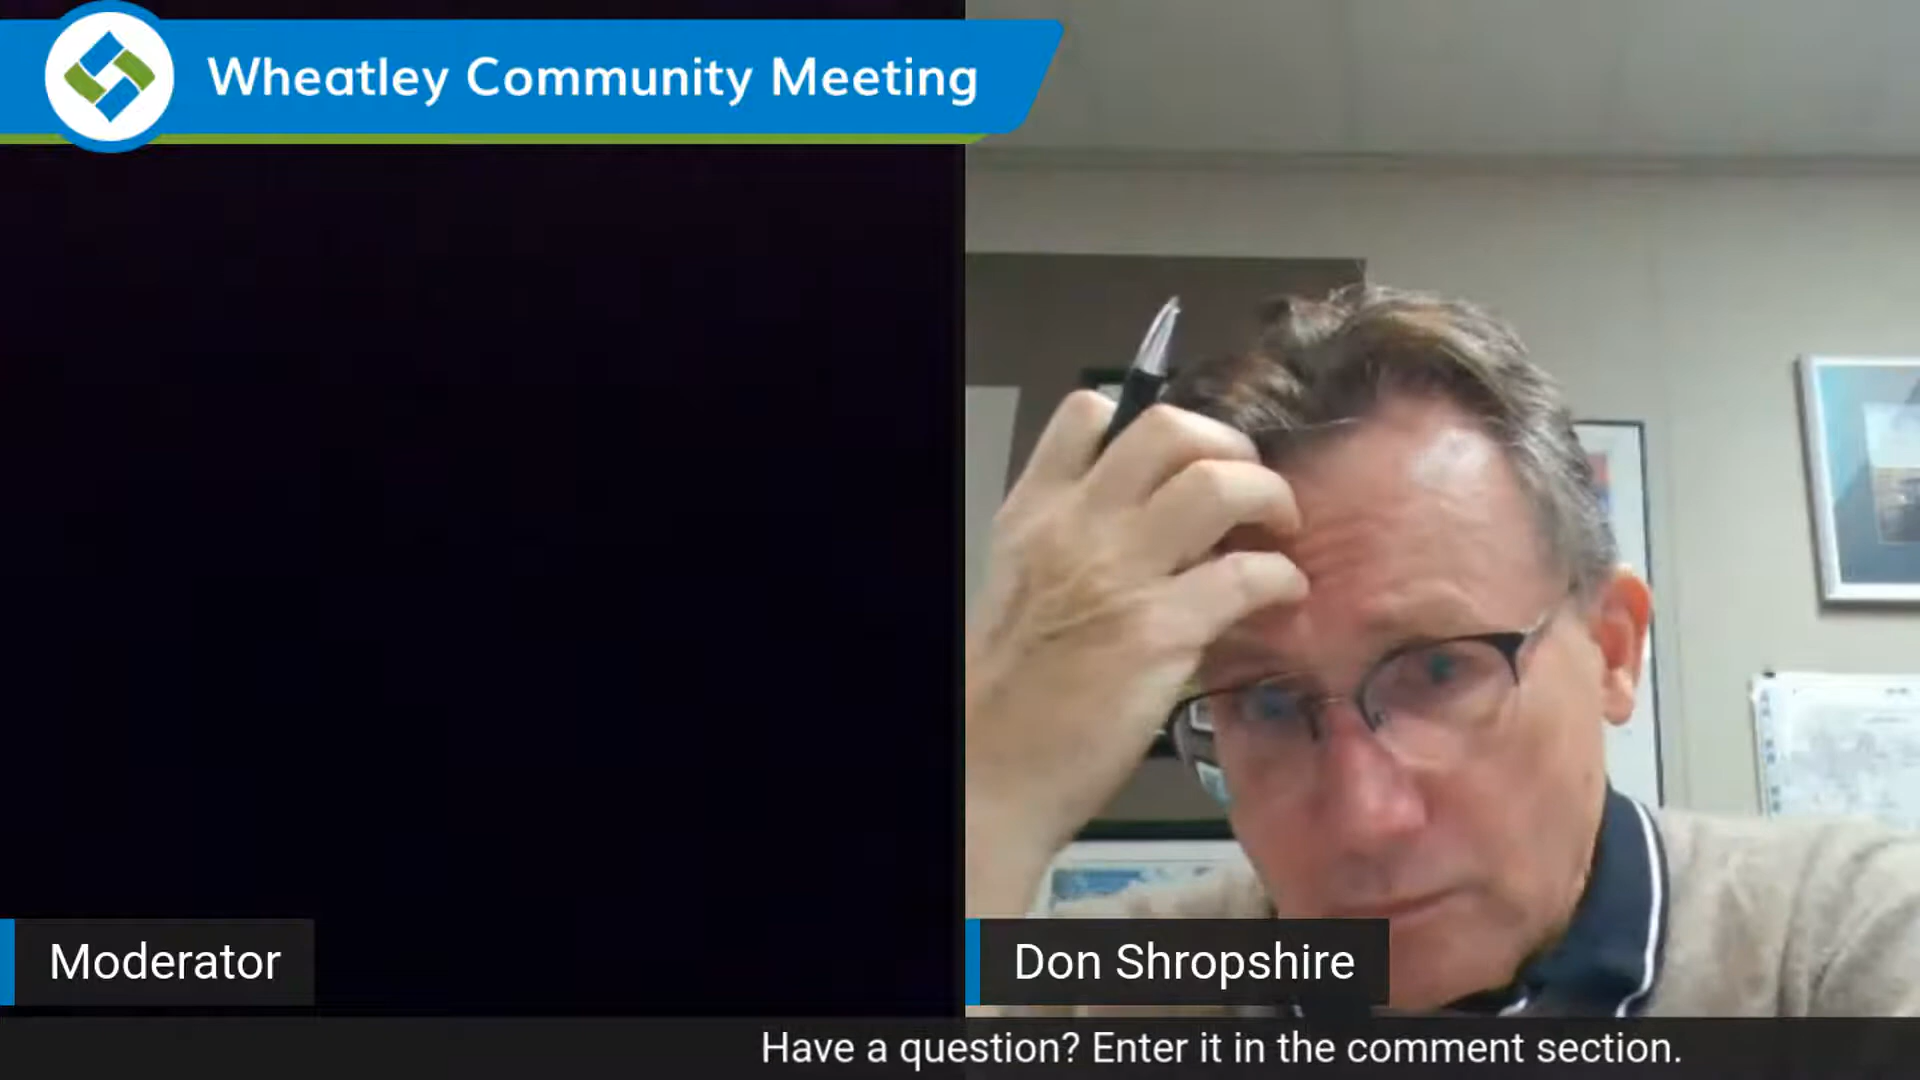 Wheatley Community Meeting
Moderator
Don Shropshire
Have a question? Enter it in the comment section.